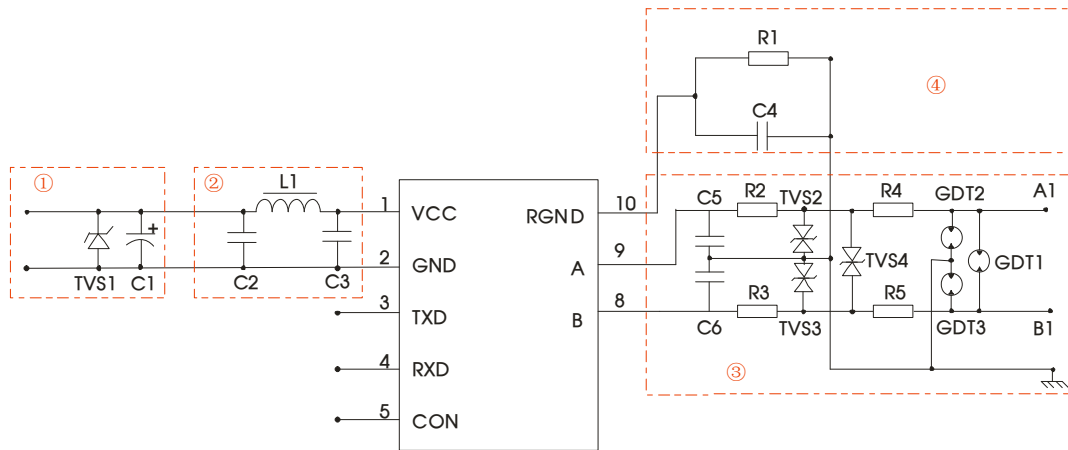 R1
④
C4
①
②
L1
1
VCC
RGND
10
C5
R2
TVS2
R4
GDT2
A1
2
GND
A
9
TVS1
C1
C2
C3
TVS4
GDT1
3
TXD
B
8
C6
R3
TVS3
R5
GDT3
B1
4
RXD
③
5
CON